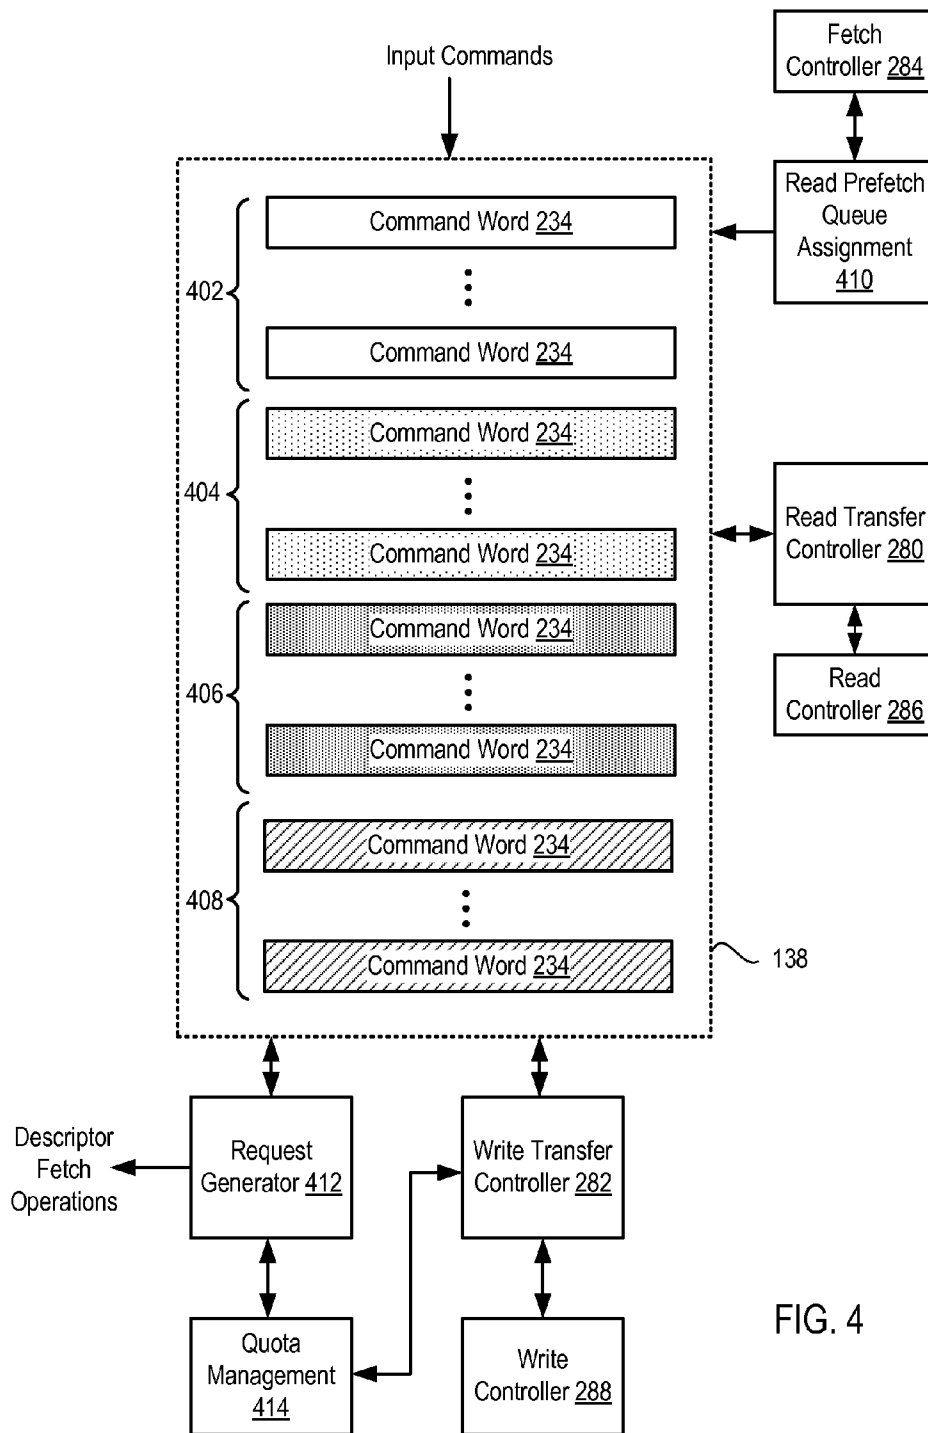 Input Commands
Fetch
Controller 284
Read Prefetch
Queue
Assignment
410
Command Word 234
402
Command Word 234
Command Word 234
404
Command Word 234
Read Transfer
Controller 280
Command Word 234
406
Command Word 234
Read
Controller 286
Command Word 234
408
Command Word 234
138
Descriptor
Fetch
Operations
Request
Generator 412
Write Transfer
Controller 282
Quota
Management
414
Write
Controller 288
FIG. 4